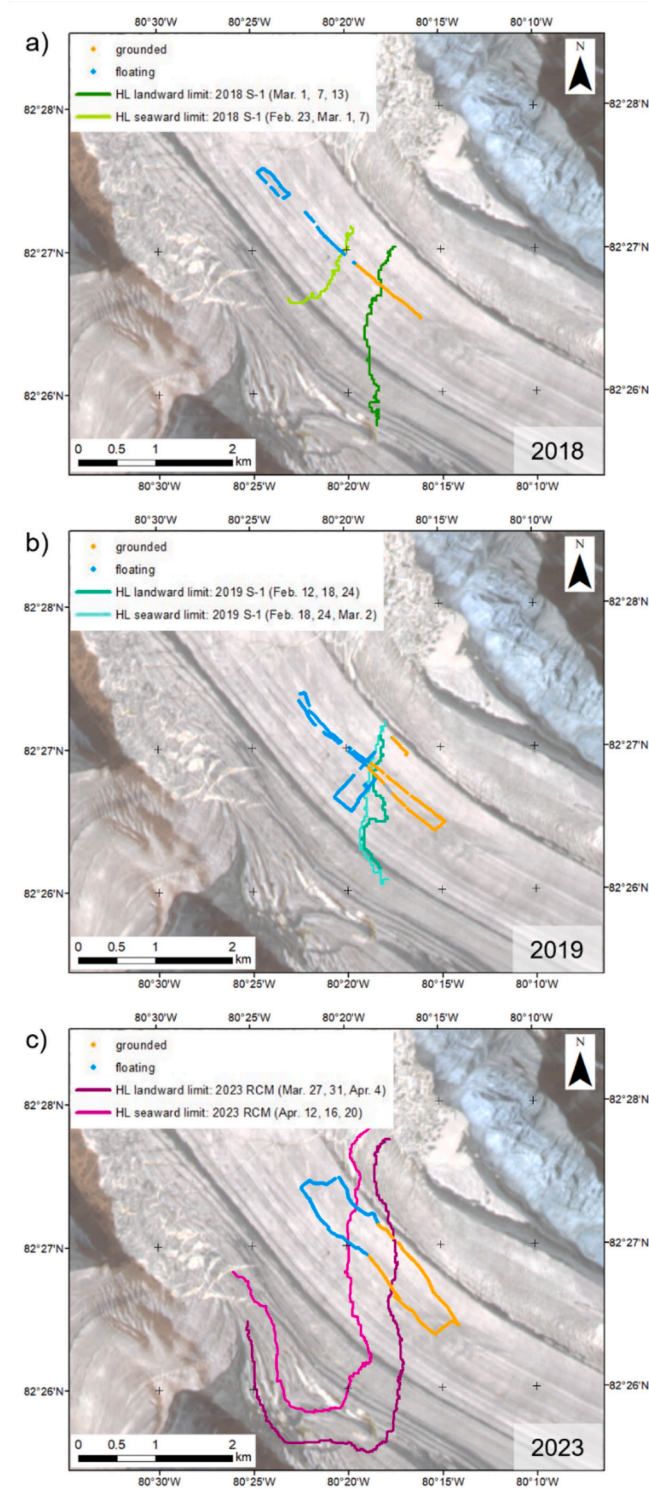 a)
80°30'W 80°25'W 80°20'W 80°15'W 80°10'W
grounded
floating
HL landward limit: 2018 S-1 (Mar. 1, 7, 13)
HL seaward limit: 2018 S-1 (Feb. 23, Mar. 1, 7)
N
82°28'N 82°28'N
82°27'N 82°27'N
82°26'N 82°26'N
0 0.5 1 2
km
2018
80°30'W 80°25'W 80°20'W 80°15'W 80°10'W
b)
80°30'W 80°25'W 80°20'W 80°15'W 80°10'W
grounded
floating
HL landward limit: 2019 S-1 (Feb. 12, 18, 24)
HL seaward limit: 2019 S-1 (Feb. 18, 24, Mar. 2)
N
82°28'N 82°28'N
82°27'N 82°27'N
82°26'N 82°26'N
0 0.5 1 2
km
2019
80°30'W 80°25'W 80°20'W 80°15'W 80°10'W
c)
80°30'W 80°25'W 80°20'W 80°15'W 80°10'W
grounded
floating
HL landward limit: 2023 RCM (Mar. 27, 31, Apr. 4)
HL seaward limit: 2023 RCM (Apr. 12, 16, 20)
N
82°28'N 82°28'N
82°27'N 82°27'N
82°26'N 82°26'N
0 0.5 1 2
km
2023
80°30'W 80°25'W 80°20'W 80°15'W 80°10'W